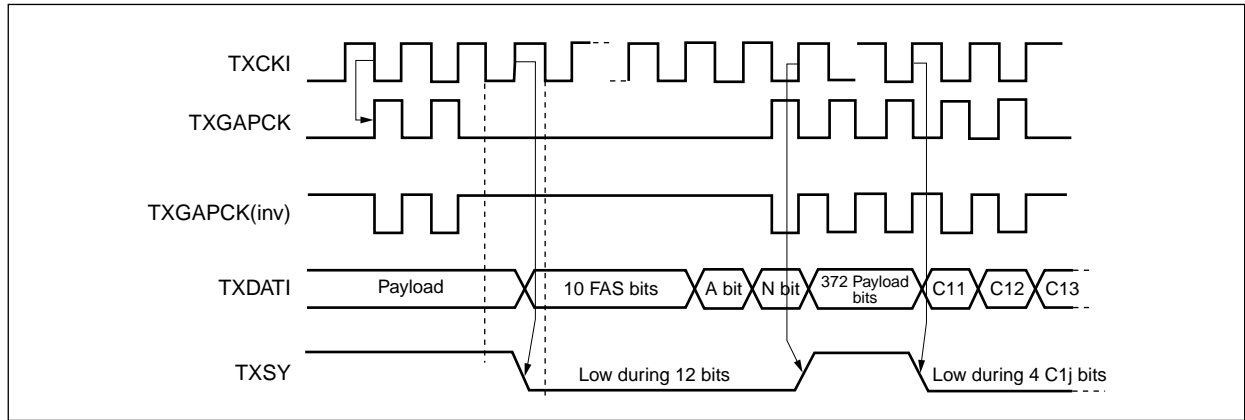 TXCKI
TXGAPCK
TXGAPCK(inv)
TXDATI
Payload
10 FAS bits
A bit
N bit
372 Payload
bits
C11
C12
C13
TXSY
Low during 12 bits
Low during 4 C1j bits